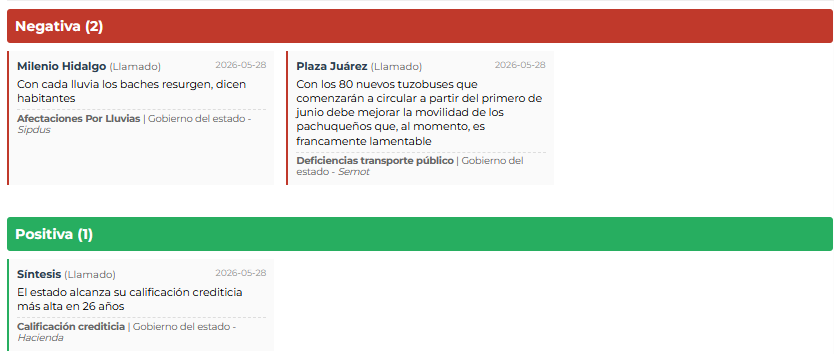 Negativa (2)
Milenio Hidalgo (Llamado) 2026-05-28
Con cada lluvia los baches resurgen, dicen
habitantes
Afectaciones Por Lluvias | Gobierno del estado -
Sipdus
Plaza Juárez (Llamado) 2026-05-28
Con los 80 nuevos tuzobuses que
comenzarán a circular a partir del primero de
junio debe mejorar la movilidad de los
pachuqueños que, al momento, es
francamente lamentable
Deficiencias transporte público | Gobierno del
estado - Semot
Positiva (1)
Síntesis (Llamado) 2026-05-28
El estado alcanza su calificación crediticia
más alta en 26 años
Calificación crediticia | Gobierno del estado -
Hacienda